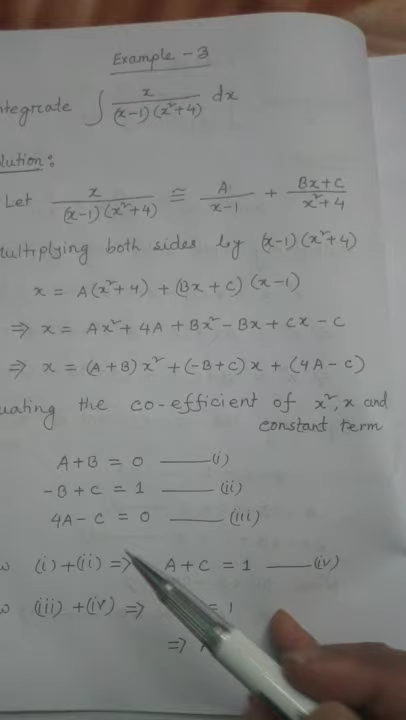 Example - 3
ntegrate ∫ x/((x-1)(x²+4)) dx
lution:
Let x/((x-1)(x²+4)) ≅ A/(x-1) + (Bx+C)/(x²+4)
ultiplying both sides by (x-1)(x²+4)
x = A(x²+4) + (Bx+C)(x-1)
⇒ x = Ax²+4A+Bx²-Bx+Cx-C
⇒ x = (A+B)x²+(-B+C)x+(4A-C)
uating the co-efficient of x², x and
constant term
A+B = 0 —— (i)
-B+C = 1 —— (ii)
4A-C = 0 —— (iii)
(i)+(ii) ⇒ A+C = 1 —— (iv)
(iii)+(iv) ⇒ = 1
⇒